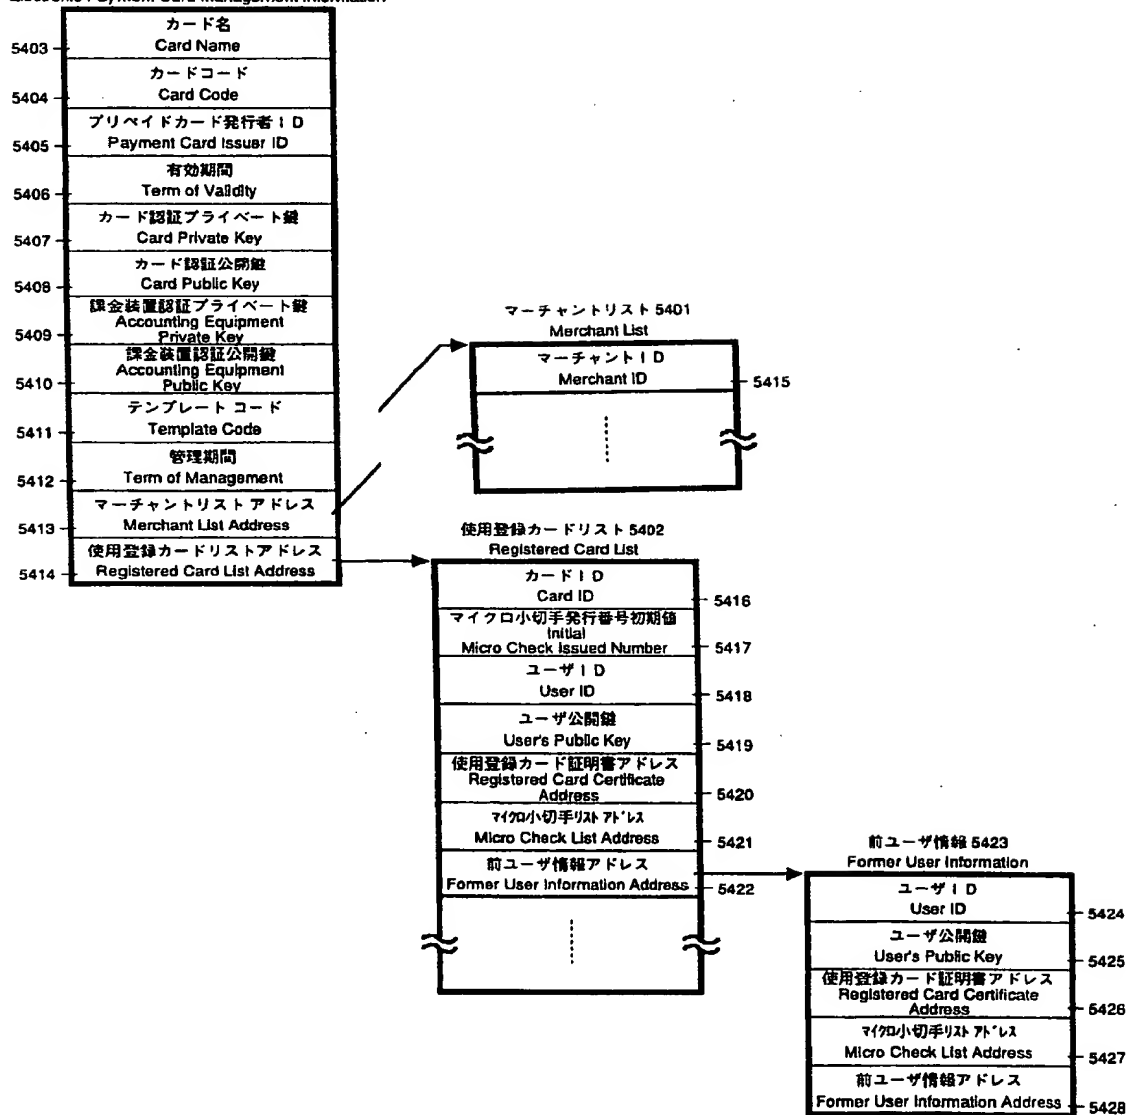 Electronic Payment Card Management Information
カード名
Card Name
5403
カードコード
Card Code
5404
プリペイドカード発行者ID
Payment Card Issuer ID
5405
有効期間
Term of Validity
5406
カード認証プライベート鍵
Card Private Key
5407
カード認証公開鍵
Card Public Key
5408
課金装置認証プライベート鍵
Accounting Equipment
Private Key
5409
課金装置認証公開鍵
Accounting Equipment
Public Key
5410
テンプレート コード
Template Code
5411
管理期間
Term of Management
5412
マーチャントリスト アドレス
Merchant List Address
5413
使用登録カードリストアドレス
Registered Card List Address
5414
マーチャントリスト 5401
Merchant List
マーチャントID
Merchant ID
5415
使用登録カードリスト 5402
Registered Card List
カードID
Card ID
5416
マイクロ小切手発行番号初期値
Initial
Micro Check Issued Number
5417
ユーザID
User ID
5418
ユーザ公開鍵
User's Public Key
5419
使用登録カード証明書アドレス
Registered Card Certificate
Address
5420
マイクロ小切手リスト アドレス
Micro Check List Address
5421
前ユーザ情報アドレス
Former User Information Address
5422
前ユーザ情報 5423
Former User Information
ユーザID
User ID
5424
ユーザ公開鍵
User's Public Key
5425
使用登録カード証明書アドレス
Registered Card Certificate
Address
5426
マイクロ小切手リスト アドレス
Micro Check List Address
5427
前ユーザ情報アドレス
Former User Information Address
5428